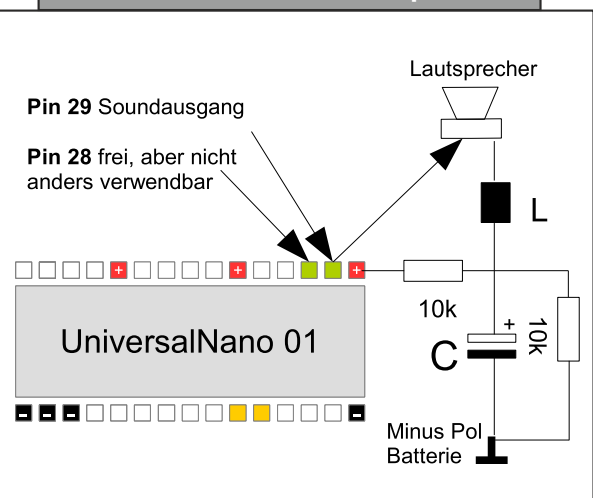 Lautsprecher
Pin 29 Soundausgang
Pin 28 frei, aber nicht
anders verwendbar
L
+ + +
10k
+
10k
C
UniversalNano 01
- - - -
Minus Pol
Batterie